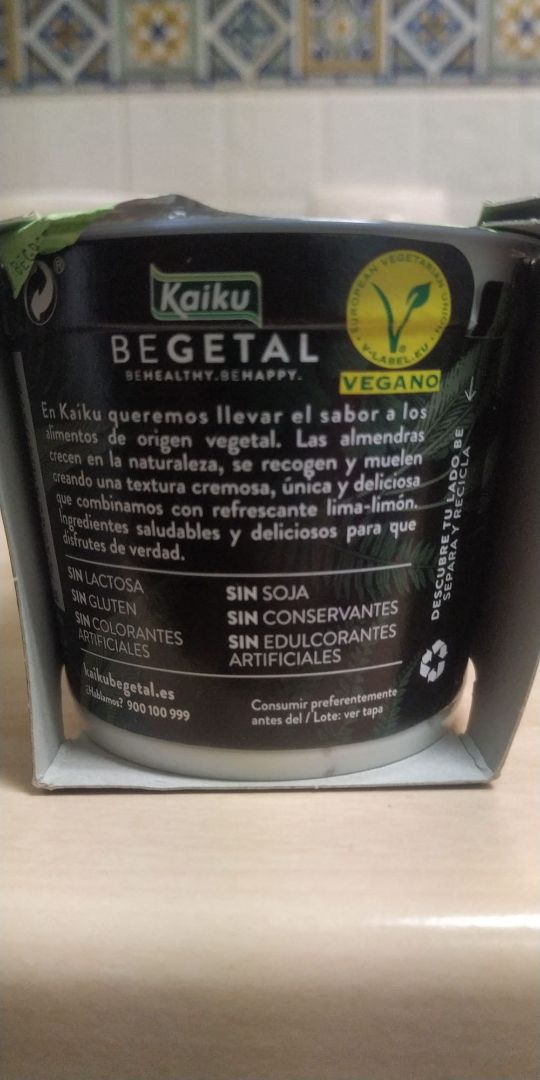 Kaiku
BEGETAL
BEHEALTHY.BEHAPPY.
EUROPEAN VEGETARIAN UNION
V-LABEL.EU
VEGANO
En Kaiku queremos llevar el sabor a los
alimentos de origen vegetal. Las almendras
crecen en la naturaleza, se recogen y muelen
creando una textura cremosa, única y deliciosa
que combinamos con refrescante lima-limón.
Ingredientes saludables y deliciosos para que
disfrutes de verdad.
SIN LACTOSA
SIN GLUTEN
SIN COLORANTES
ARTIFICIALES
SIN SOJA
SIN CONSERVANTES
SIN EDULCORANTES
ARTIFICIALES
kaikubegetal.es
¿Hablamos? 900 100 999
Consumir preferentemente
antes del / Lote: ver tapa
DESCUBRE TU LADO BE
SEPARA Y RECICLA